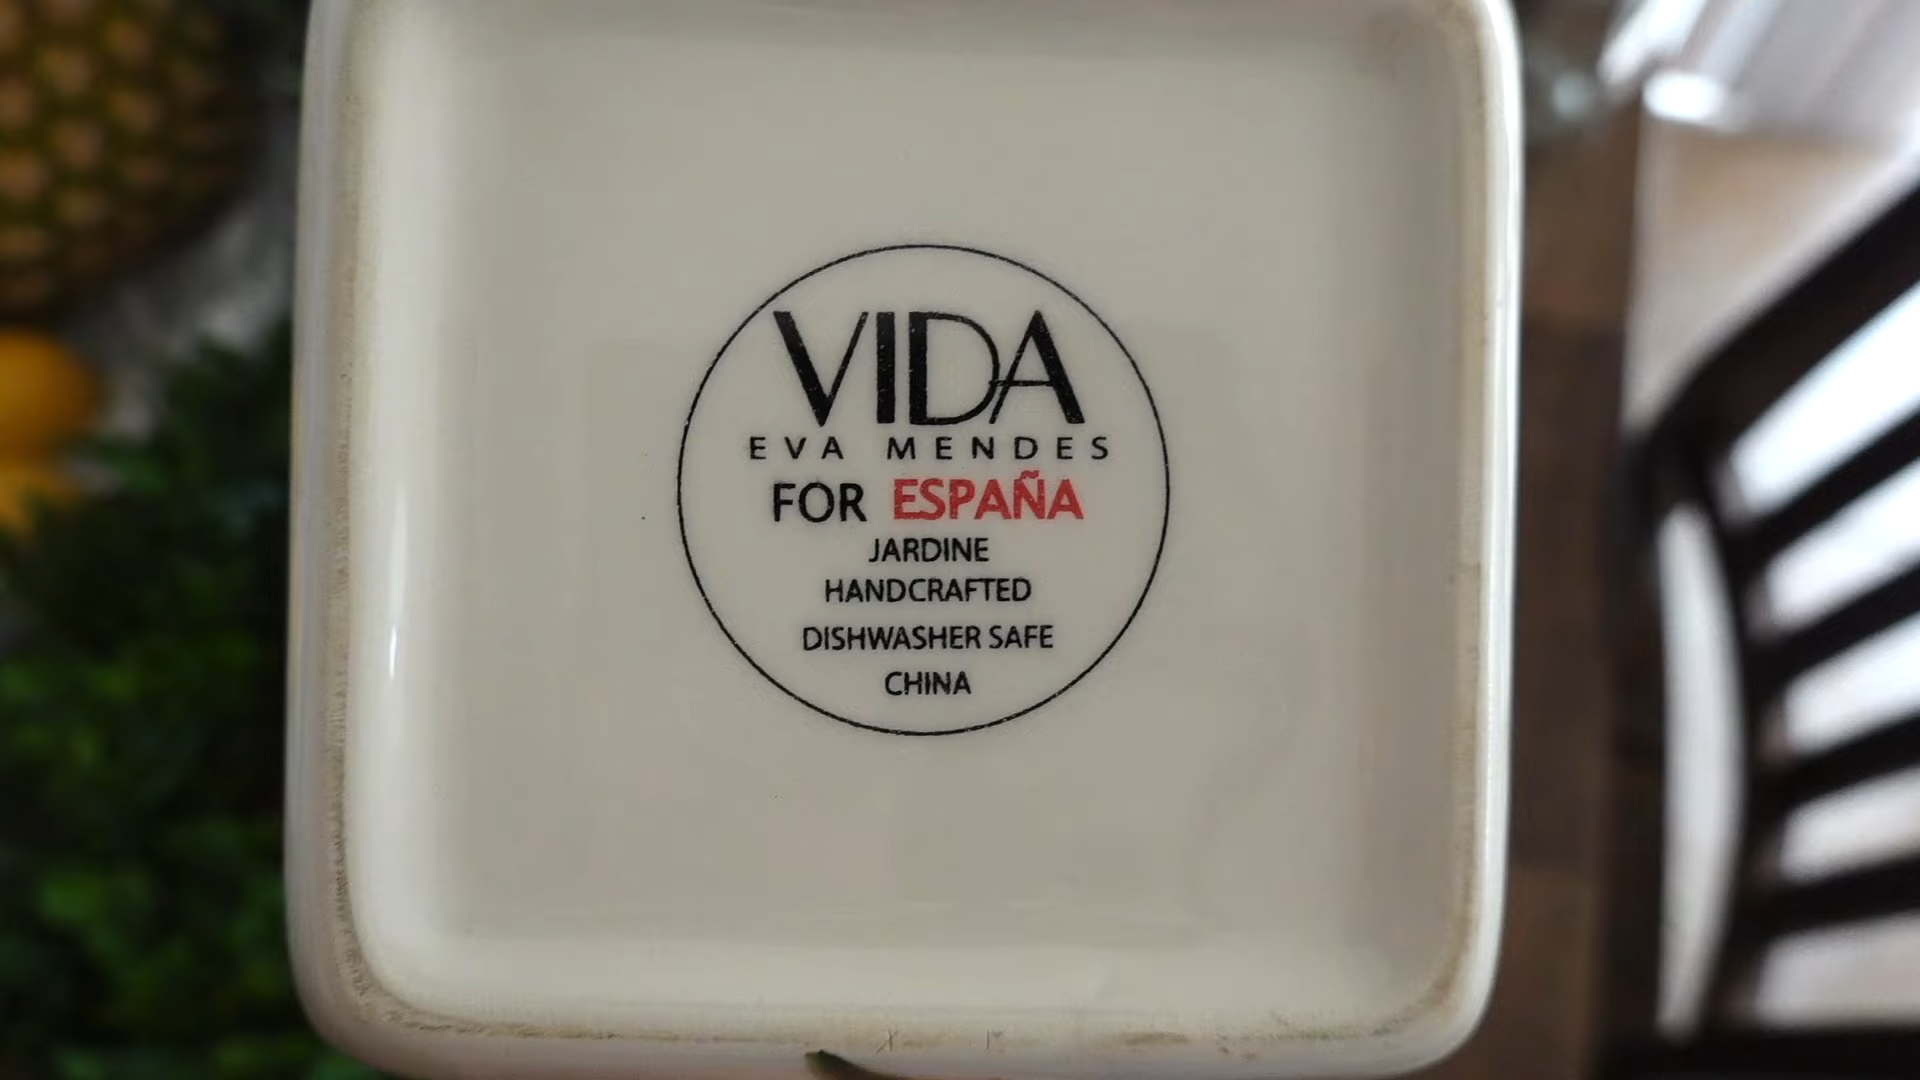 VIDA
EVA MENDES
FOR ESPAÑA
JARDINE
HANDCRAFTED
DISHWASHER SAFE
CHINA